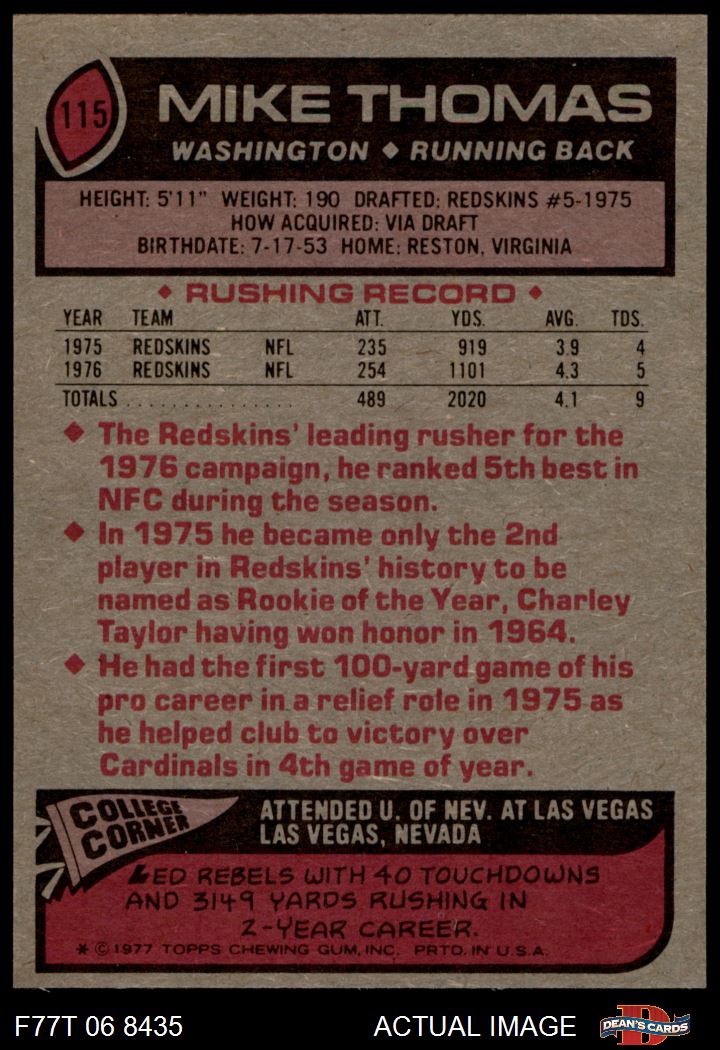 115
MIKE THOMAS
WASHINGTON ◆ RUNNING BACK
HEIGHT: 5'11" WEIGHT: 190 DRAFTED: REDSKINS #5-1975
HOW ACQUIRED: VIA DRAFT
BIRTHDATE: 7-17-53 HOME: RESTON, VIRGINIA
◆ RUSHING RECORD ◆
YEAR TEAM ATT. YDS. AVG. TDS.
1975 REDSKINS NFL 235 919 3.9 4
1976 REDSKINS NFL 254 1101 4.3 5
TOTALS . . . . . . . . . . . . . . . . 489 2020 4.1 9
◆ The Redskins' leading rusher for the
1976 campaign, he ranked 5th best in
NFC during the season.
◆ In 1975 he became only the 2nd
player in Redskins' history to be
named as Rookie of the Year, Charley
Taylor having won honor in 1964.
◆ He had the first 100-yard game of his
pro career in a relief role in 1975 as
he helped club to victory over
Cardinals in 4th game of year.
COLLEGE
CORNER
ATTENDED U. OF NEV. AT LAS VEGAS
LAS VEGAS, NEVADA
LED REBELS WITH 40 TOUCHDOWNS
AND 3149 YARDS RUSHING IN
2-YEAR CAREER.
* © 1977 TOPPS CHEWING GUM, INC. PRTD. IN U.S.A.
F77T 06 8435 ACTUAL IMAGE
D
DEAN'S CARDS